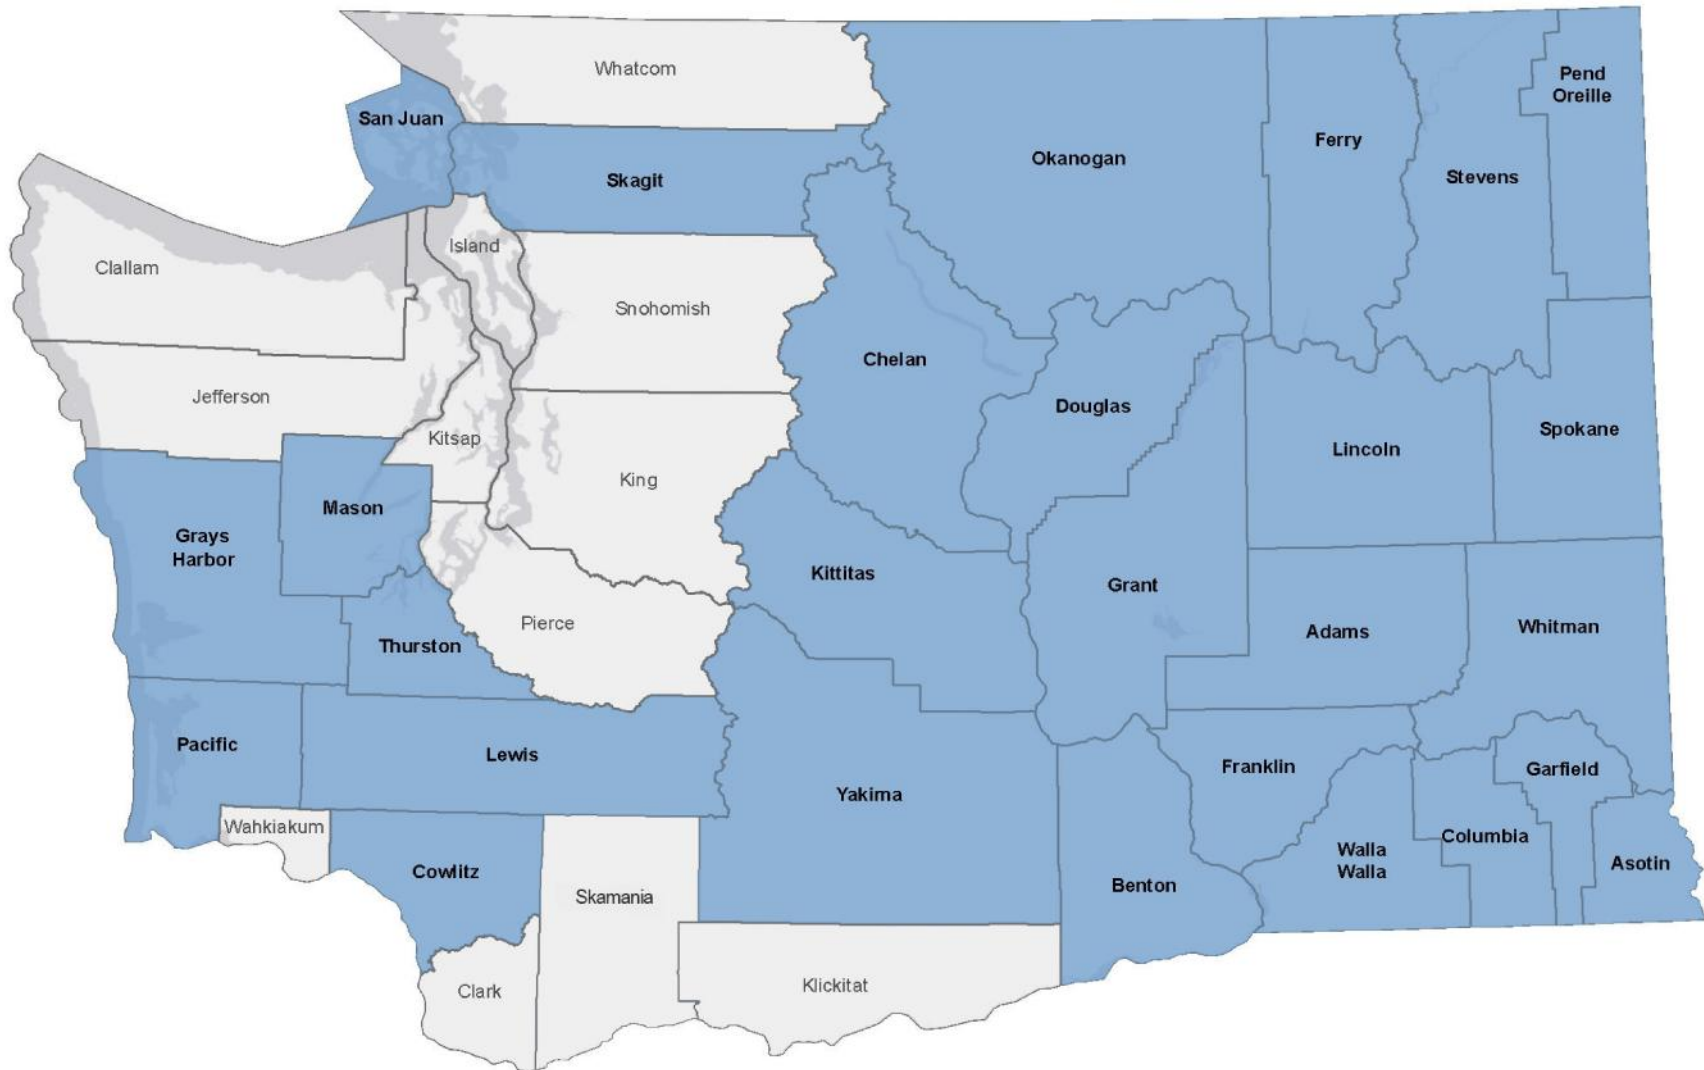 Whatcom
Pend
Oreille
San Juan
Ferry
Okanogan
Skagit
Stevens
Island
Clallam
Snohomish
Chelan
Jefferson
Douglas
Kitsap
Spokane
Lincoln
King
Mason
Grays
Harbor
Kittitas
Grant
Pierce
Whitman
Adams
Thurston
Pacific
Lewis
Franklin
Garfield
Yakima
Wahkiakum
Columbia
Walla
Walla
Asotin
Cowlitz
Benton
Skamania
Klickitat
Clark